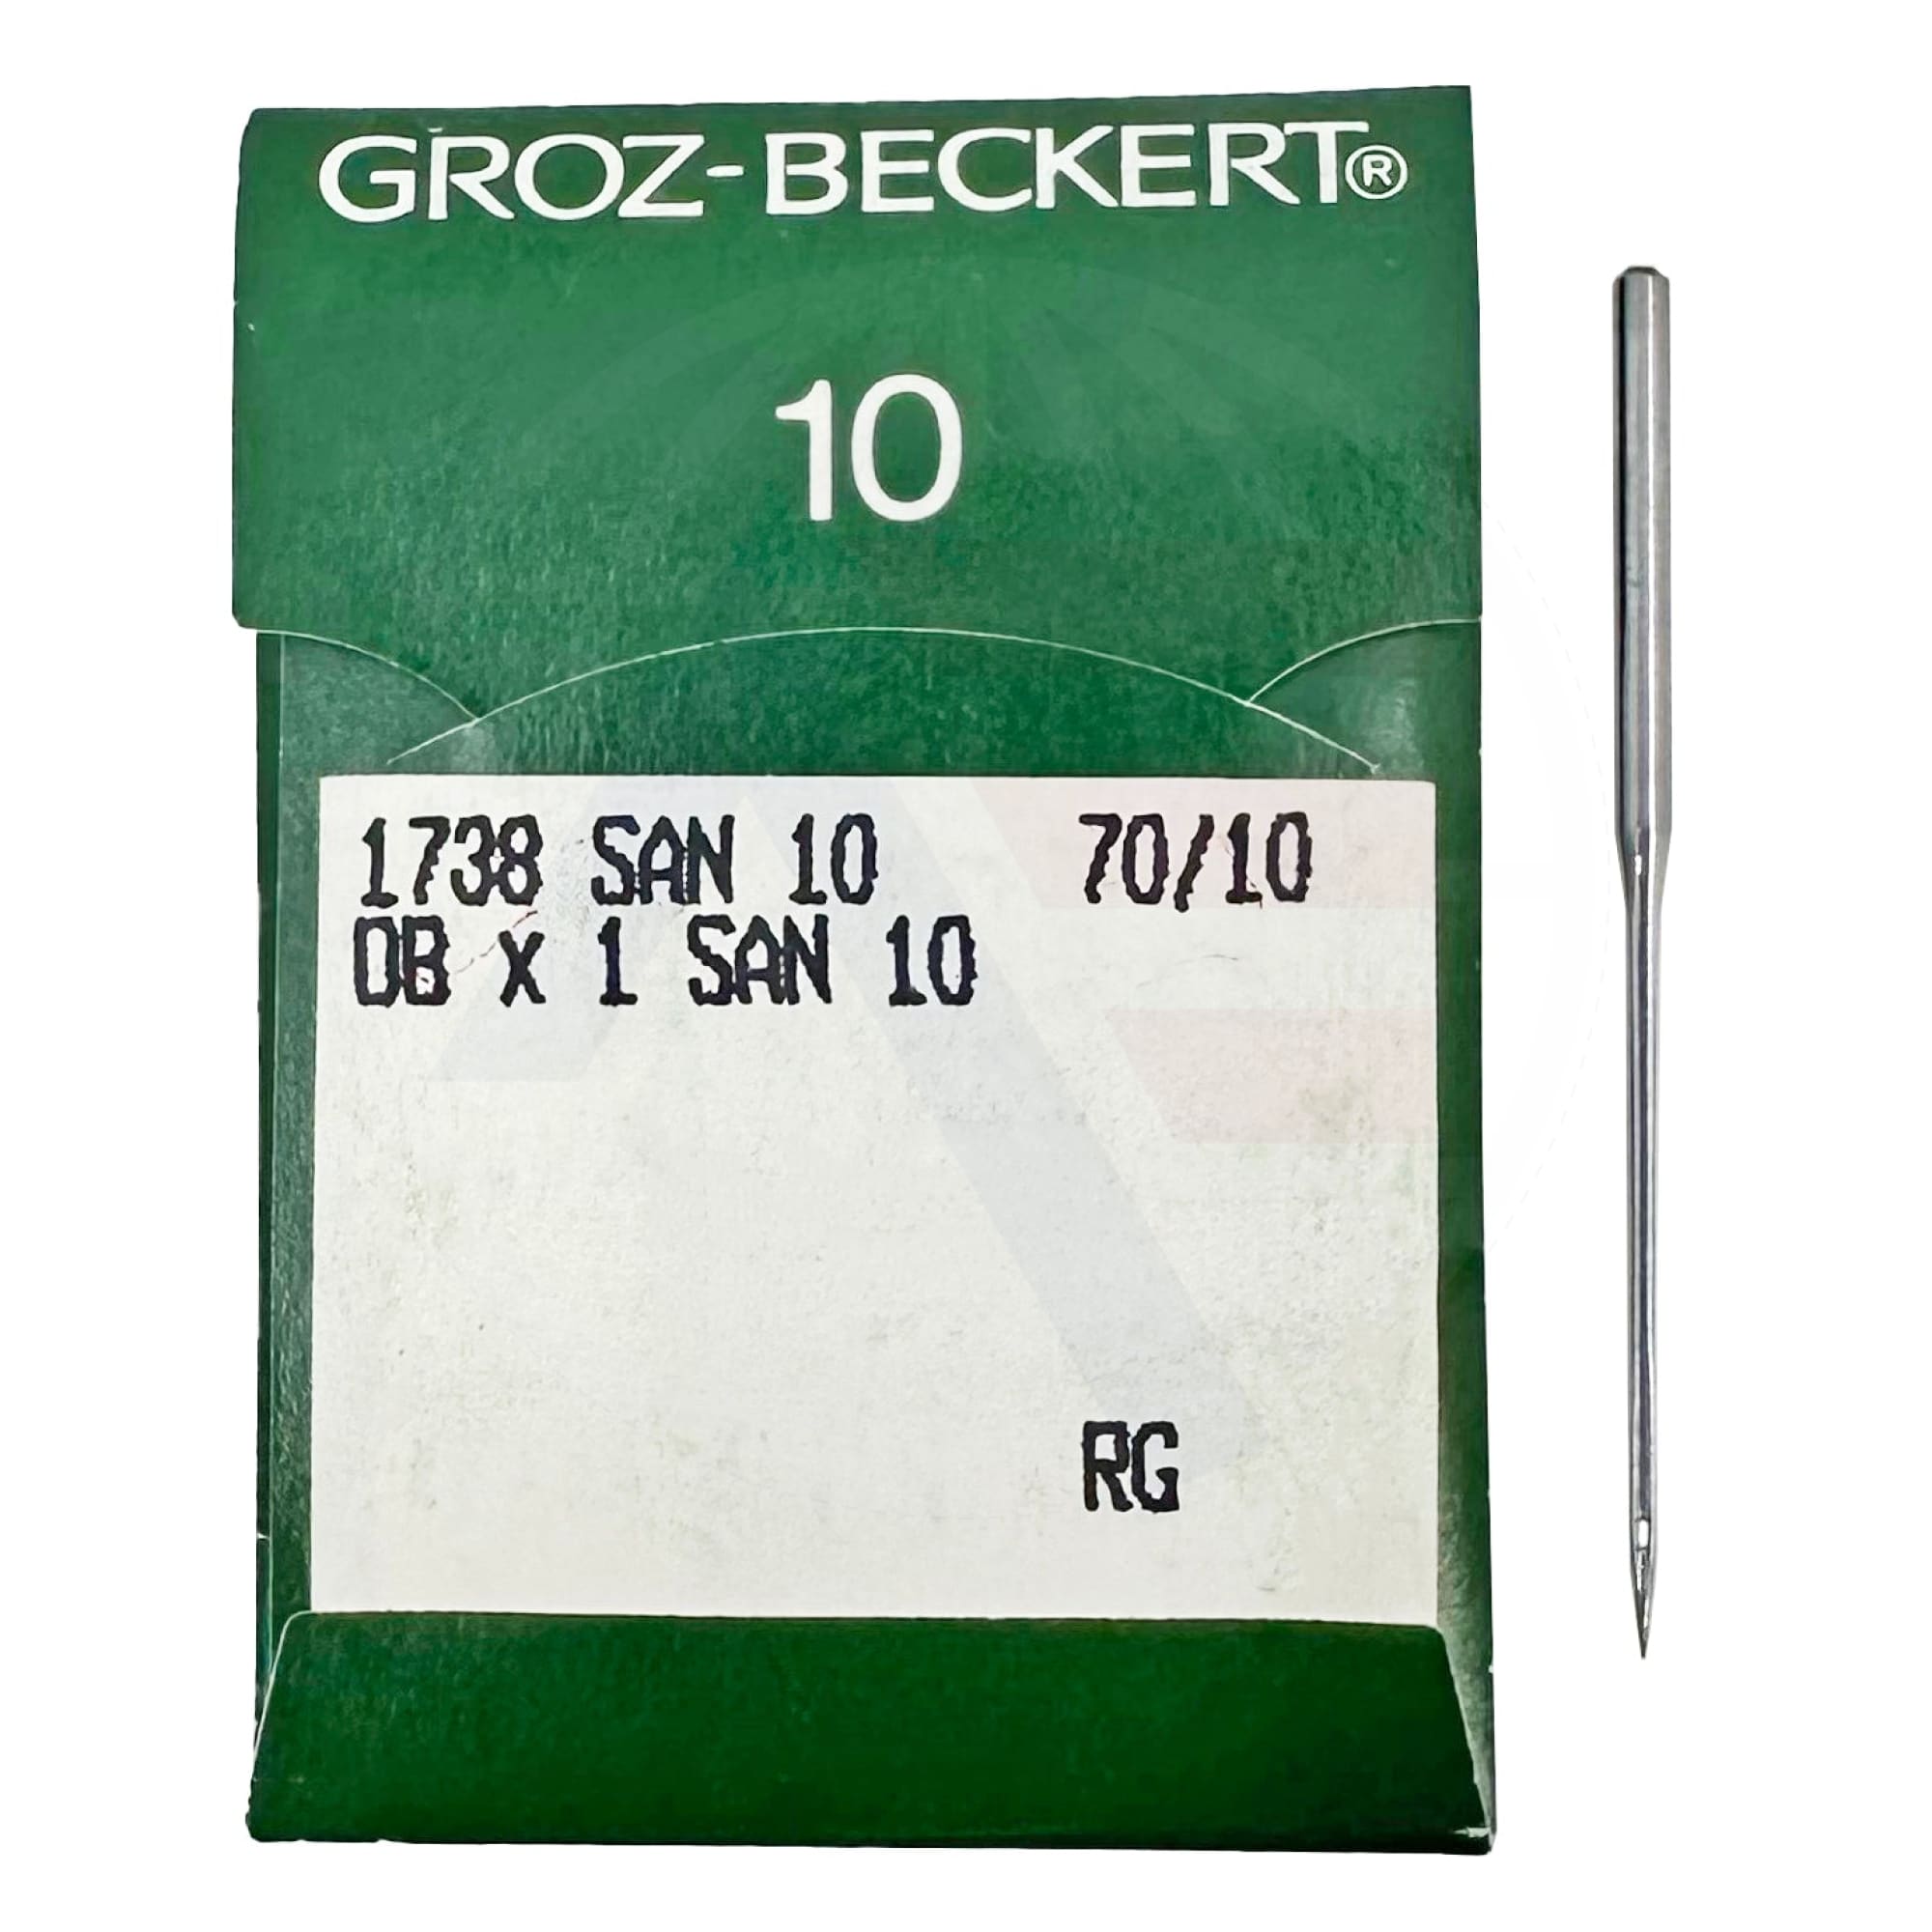 GROZ-BECKERT®
10
1738 SAN 10 70/10
DB x 1 SAN 10
RG